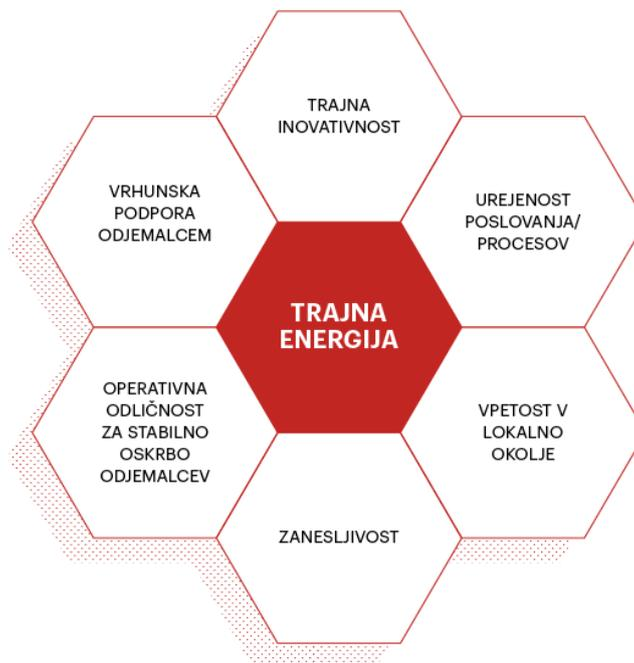 TRAJNA
INOVATIVNOST
VRHUNSKA
PODPORA
ODJEMALCEM
UREJENOST
POSLOVANJA/
PROCESOV
TRAJNA
ENERGIJA
OPERATIVNA
ODLIČNOST
ZA STABILNO
OSKRBO
ODJEMALCEV
VPETOST V
LOKALNO
OKOLJE
ZANESLJIVOST